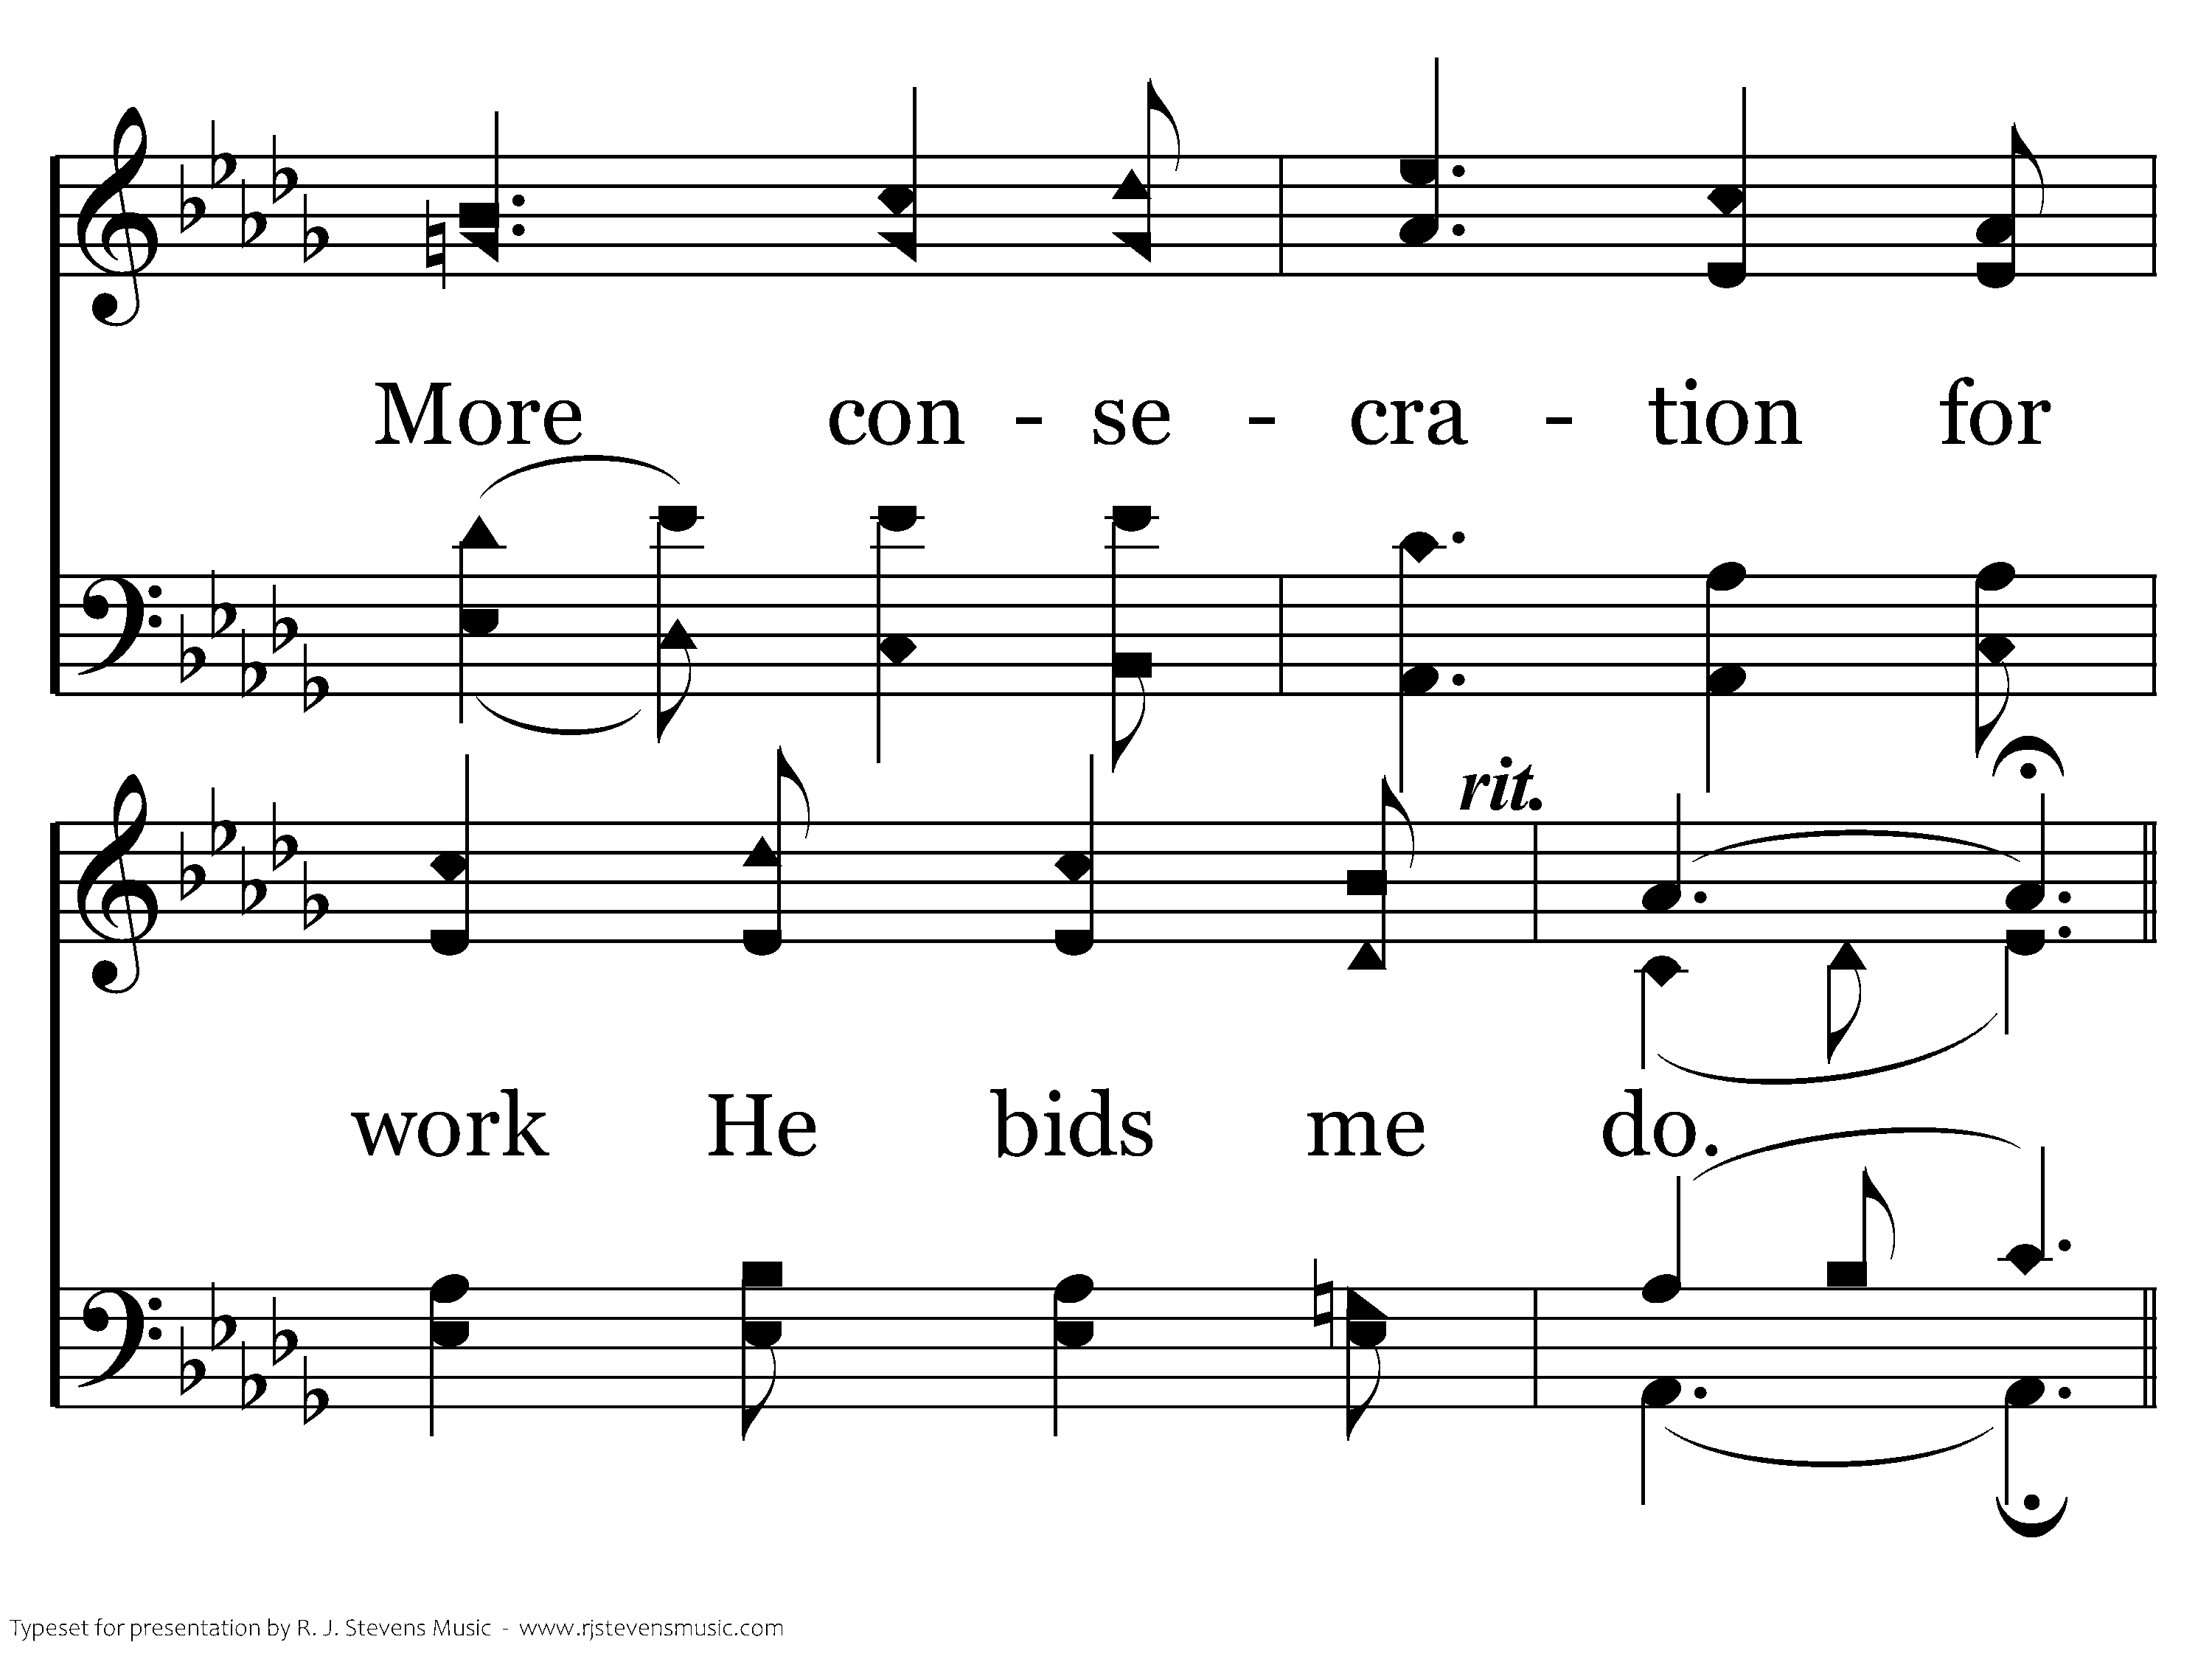 More con - se - cra - tion for
rit.
work He bids me do.
Typeset for presentation by R. J. Stevens Music - www.rjstevensmusic.com